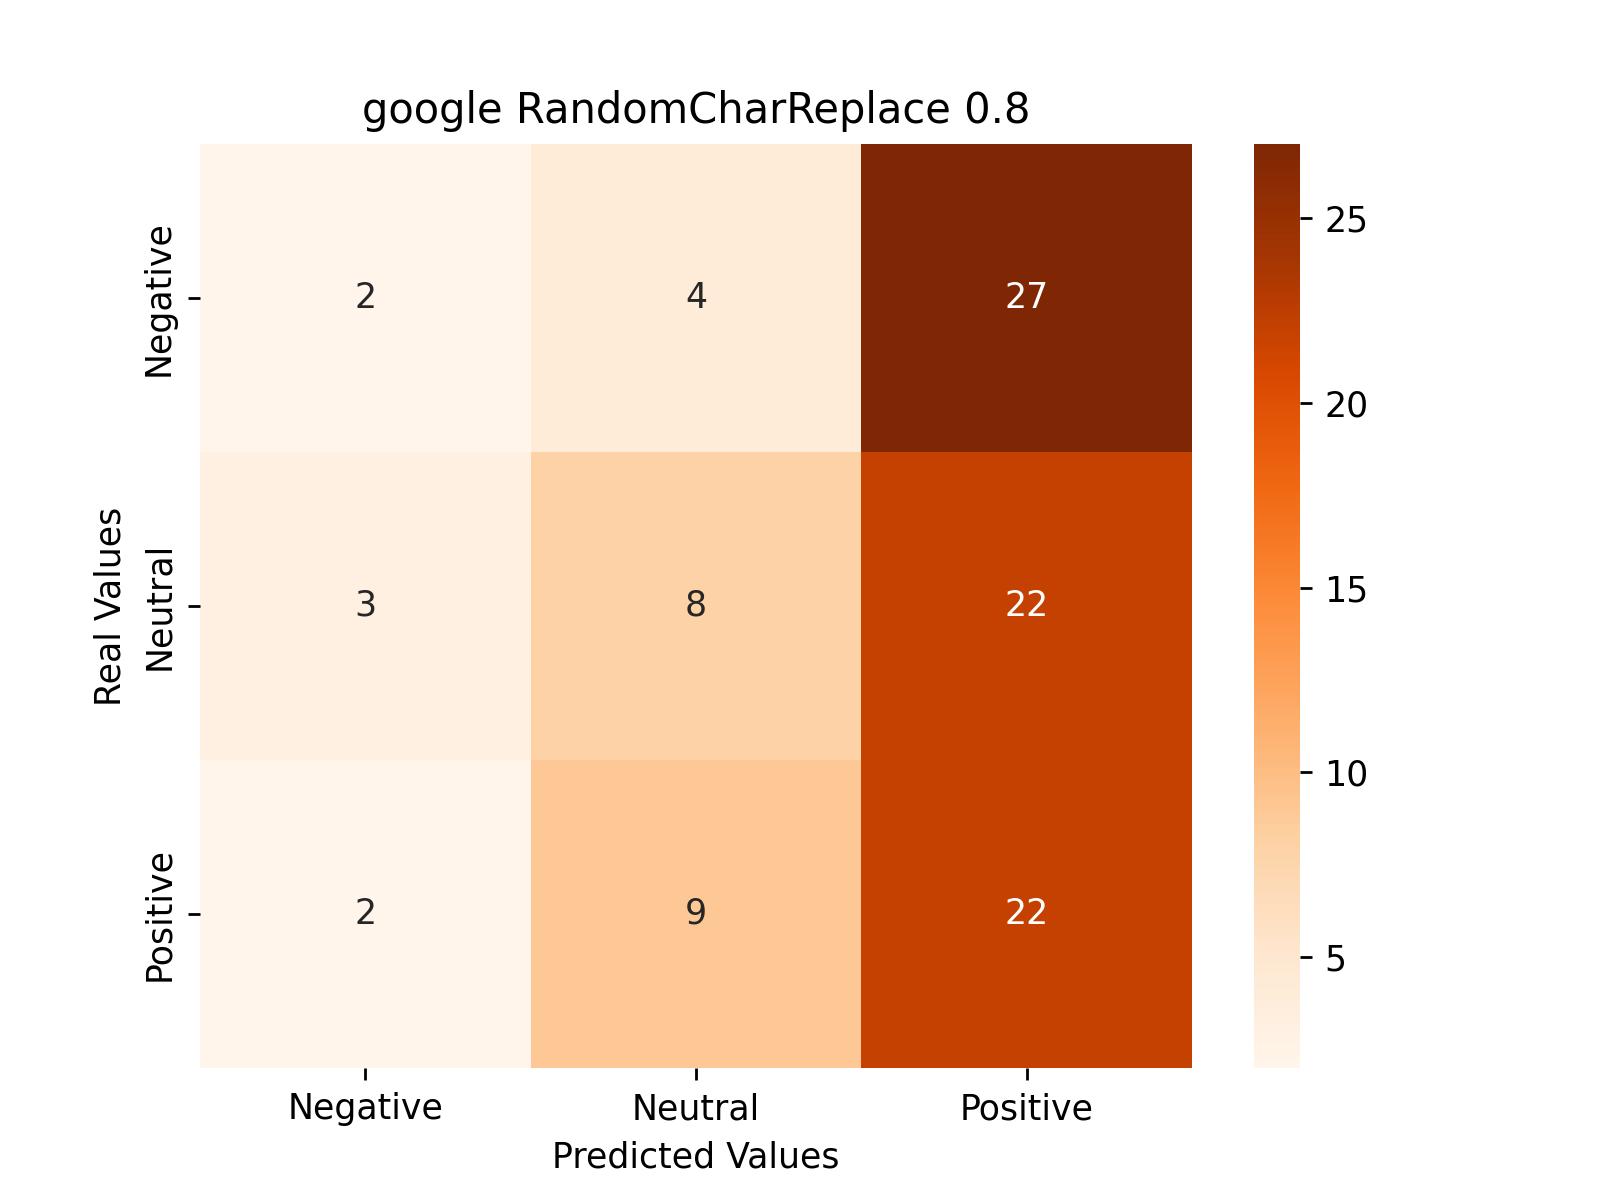 google RandomCharReplace 0.8
Real Values
Negative
2
4
27
Neutral
3
8
22
Positive
2
9
22
Negative
Neutral
Positive
Predicted Values
25
20
15
10
5